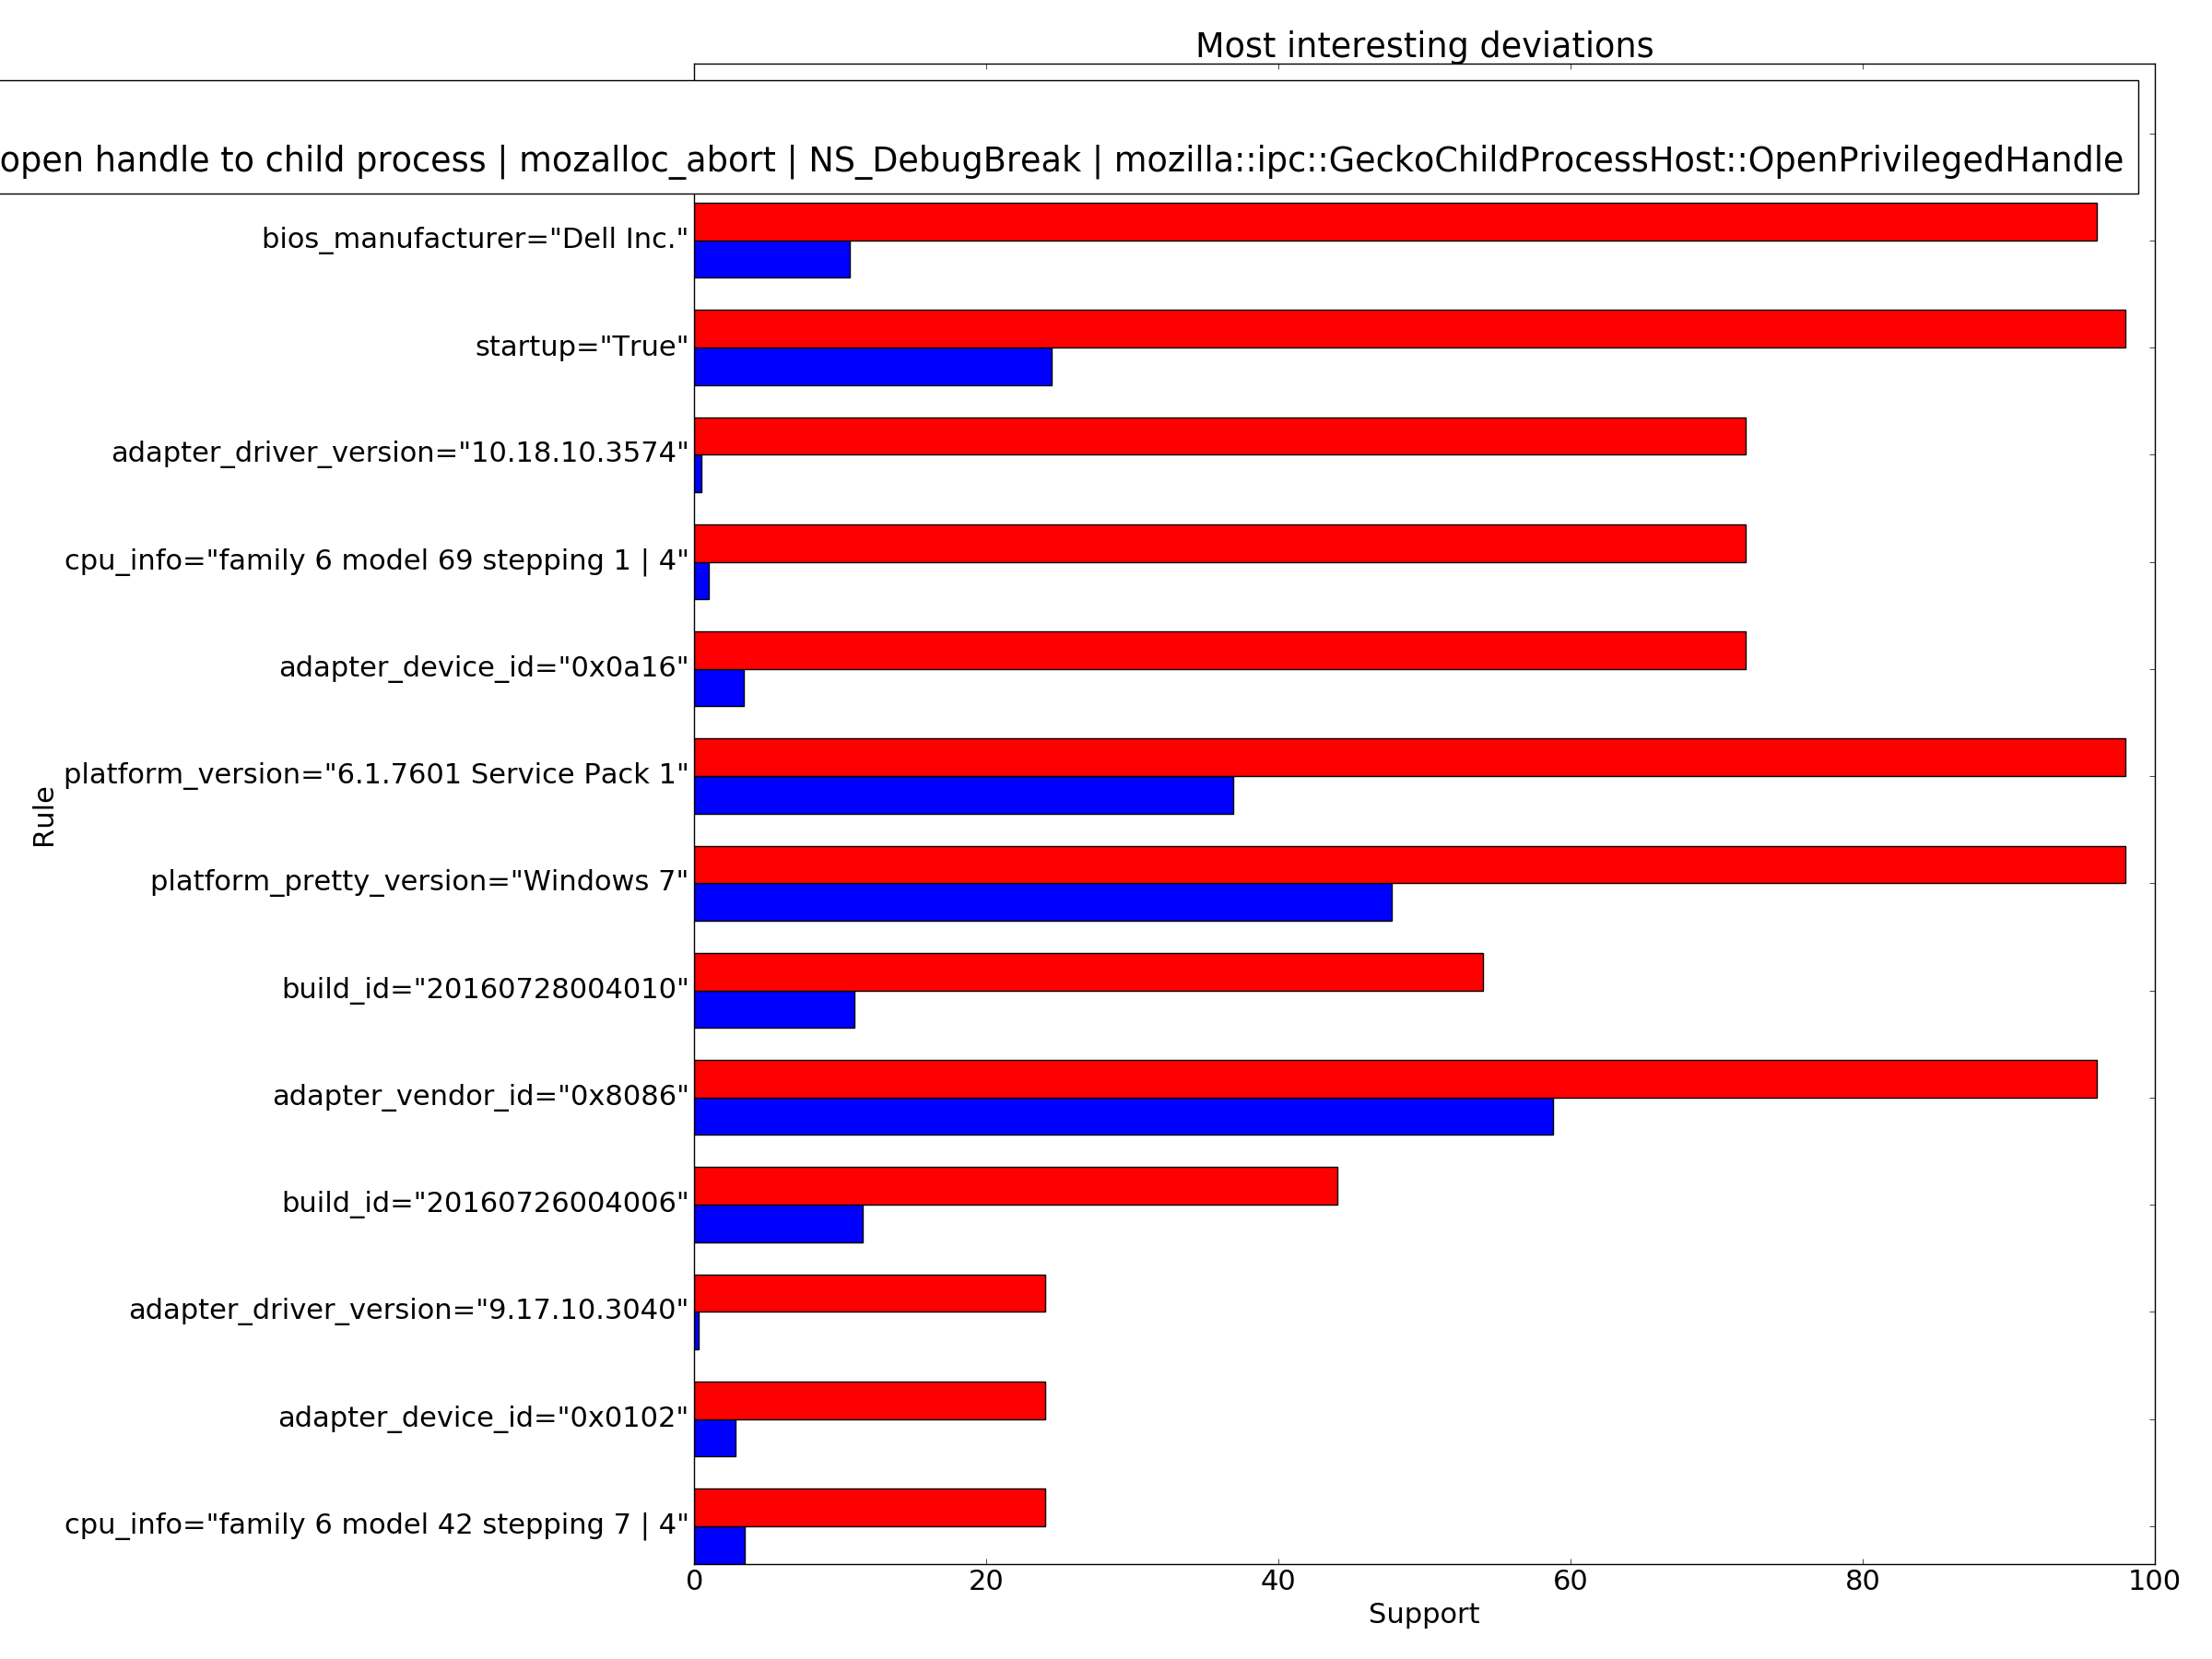 Most interesting deviations
open handle to child process | mozalloc_abort | NS_DebugBreak | mozilla::ipc::GeckoChildProcessHost::OpenPrivilegedHandle
bios_manufacturer="Dell Inc."
startup="True"
adapter_driver_version="10.18.10.3574"
cpu_info="family 6 model 69 stepping 1 | 4"
adapter_device_id="0x0a16"
platform_version="6.1.7601 Service Pack 1"
Rule
platform_pretty_version="Windows 7"
build_id="20160728004010"
adapter_vendor_id="0x8086"
build_id="20160726004006"
adapter_driver_version="9.17.10.3040"
adapter_device_id="0x0102"
cpu_info="family 6 model 42 stepping 7 | 4"
0 20 40 60 80 100
Support